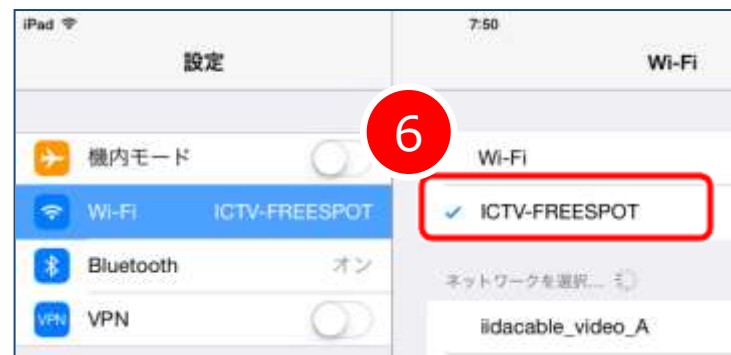 iPad
7:50
設定
Wi-Fi
6
機内モード
Wi-Fi ICTV-FREESPOT
Bluetooth オン
VPN VPN
Wi-Fi
ICTV-FREESPOT
ネットワークを選択...
iidacable_video_A